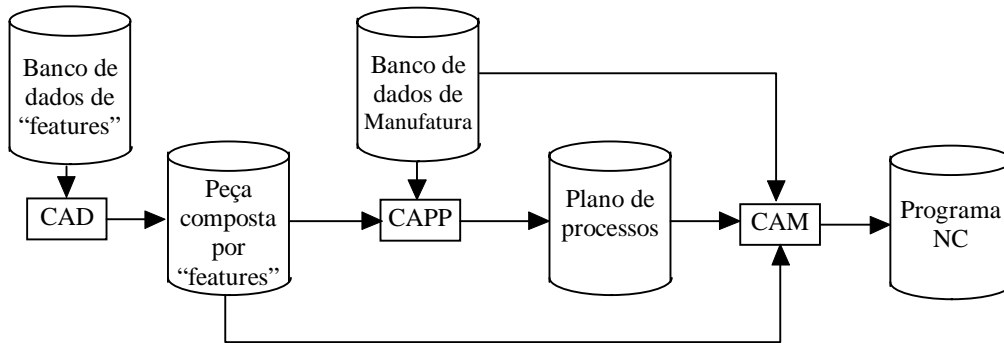 Banco de
dados de
“features”
CAD
Peça
composta
por
“features”
Banco de
dados de
Manufatura
CAPP
Plano de
processos
CAM
Programa
NC